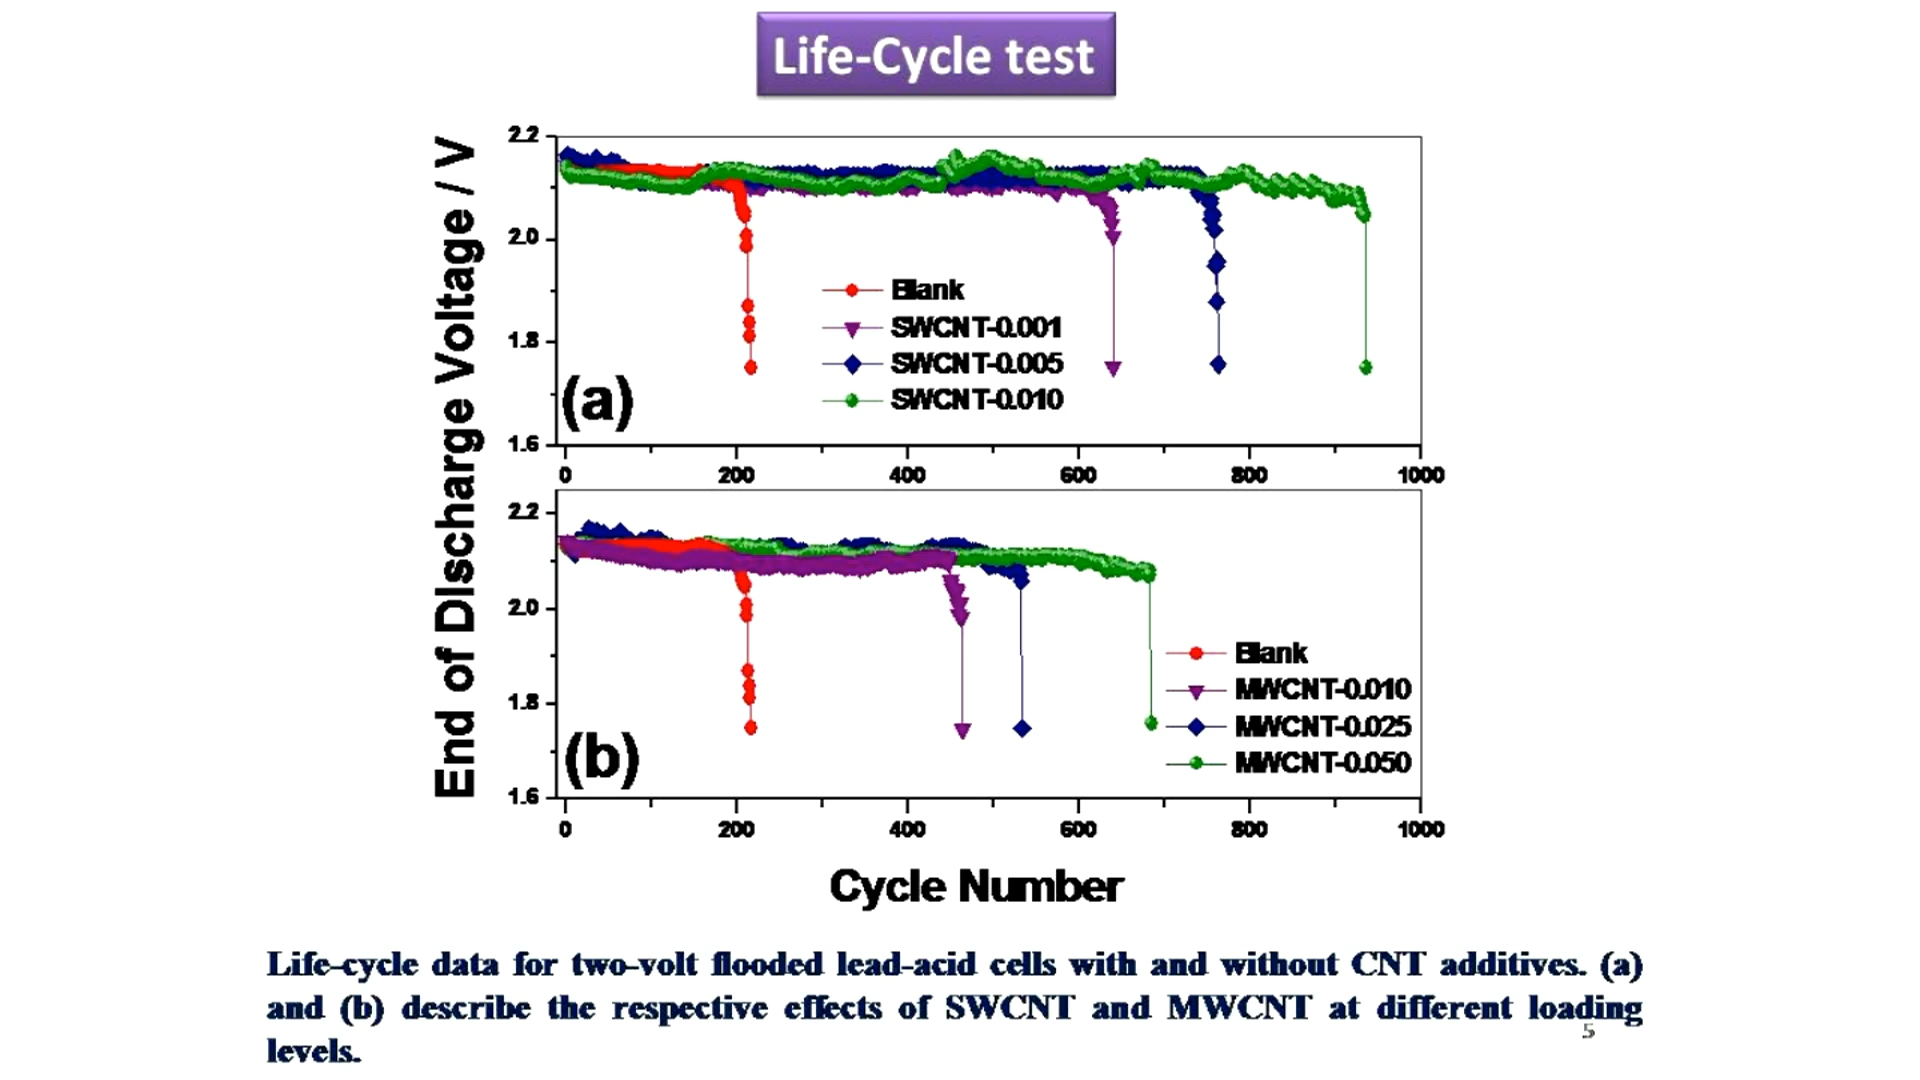 Life-Cycle test
End of Discharge Voltage / V
2.2
2.0
1.8
1.6
(a)
Blank
SWCNT-0.001
SWCNT-0.005
SWCNT-0.010
0 200 400 600 800 1000
2.2
2.0
1.8
1.6
(b)
Blank
MWCNT-0.010
MWCNT-0.025
MWCNT-0.050
0 200 400 600 800 1000
Cycle Number
Life-cycle data for two-volt flooded lead-acid cells with and without CNT additives. (a)
and (b) describe the respective effects of SWCNT and MWCNT at different loading
levels.
5